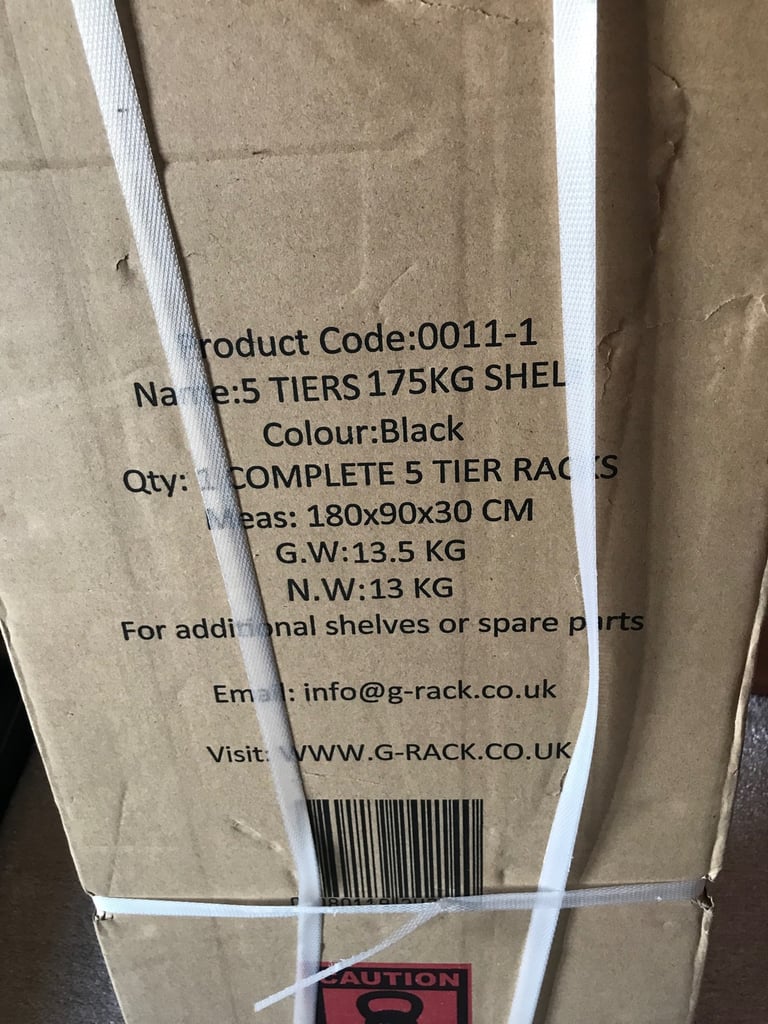 Product Code:0011-1
Name:5 TIERS 175KG SHEL
Colour:Black
Qty: 1 COMPLETE 5 TIER RACKS
Meas: 180x90x30 CM
G.W:13.5 KG
N.W:13 KG
For additional shelves or spare parts
Email: info@g-rack.co.uk
Visit: WWW.G-RACK.CO.UK
CAUTION